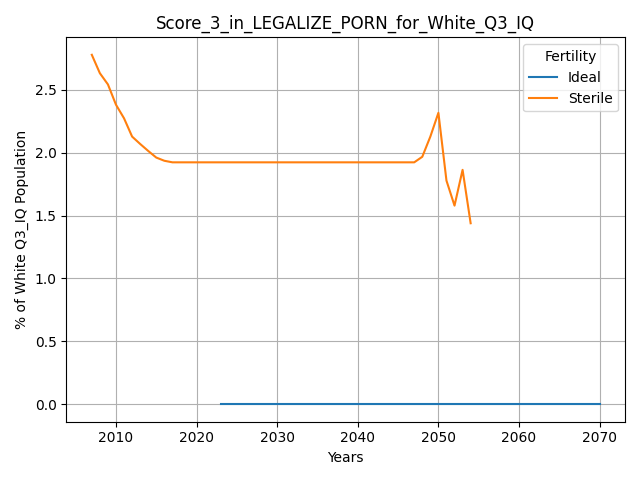 Score_3_in_LEGALIZE_PORN_for_White_Q3_IQ
Fertility
Ideal
Sterile
% of White Q3_IQ Population
2.5
2.0
1.5
1.0
0.5
0.0
2010 2020 2030 2040 2050 2060 2070
Years